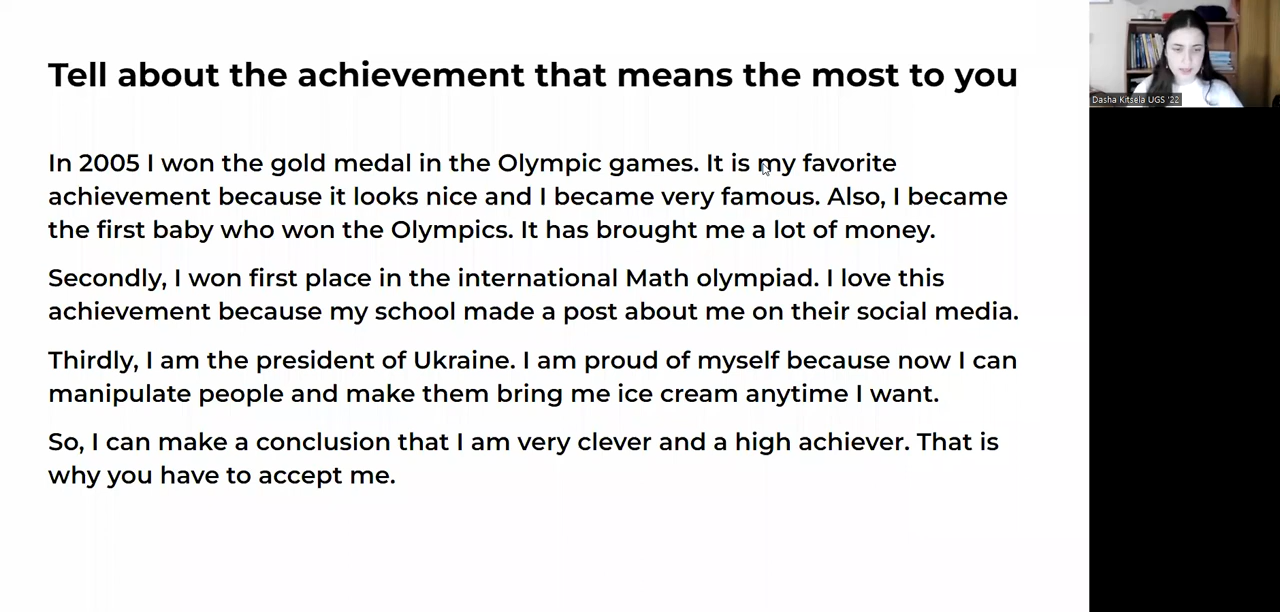 Tell about the achievement that means the most to you
In 2005 I won the gold medal in the Olympic games. It is my favorite
achievement because it looks nice and I became very famous. Also, I became
the first baby who won the Olympics. It has brought me a lot of money.
Secondly, I won first place in the international Math olympiad. I love this
achievement because my school made a post about me on their social media.
Thirdly, I am the president of Ukraine. I am proud of myself because now I can
manipulate people and make them bring me ice cream anytime I want.
So, I can make a conclusion that I am very clever and a high achiever. That is
why you have to accept me.
Dasha Kitsela UGS '22